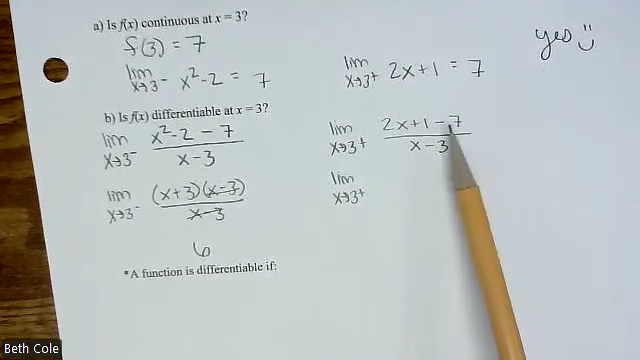 a) Is f(x) continuous at x = 3?
f(3) = 7
yes
lim x→3⁻ x²-2 = 7
lim x→3⁺ 2x+1 = 7
b) Is f(x) differentiable at x = 3?
lim x→3⁻ (x²-2-7)/(x-3)
lim x→3⁺ (2x+1-7)/(x-3)
lim x→3⁻ (x+3)(x-3)/(x-3)
lim x→3⁺
6
*A function is differentiable if:
Beth Cole